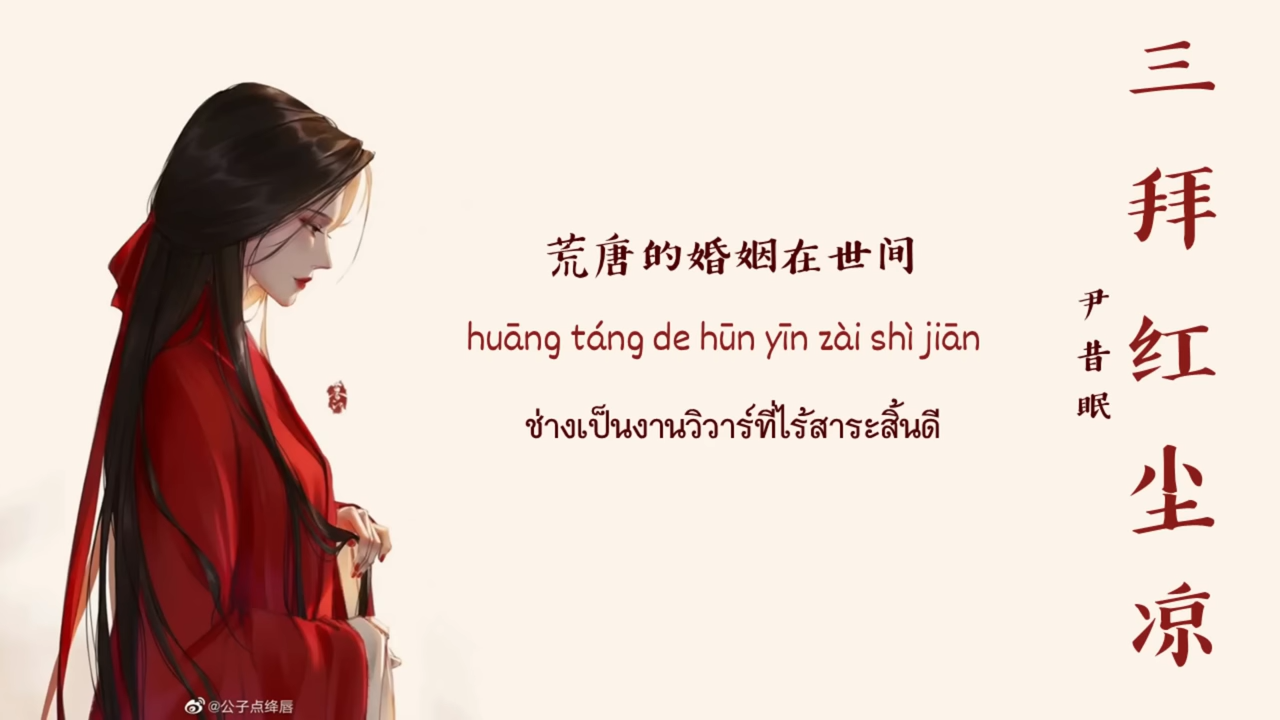 三拜红尘凉
尹昔眠
荒唐的婚姻在世间
huāng táng de hūn yīn zài shì jiān
ช่างเป็นงานวิวาร์ที่ไร้สาระสิ้นดี
@公子点绛唇